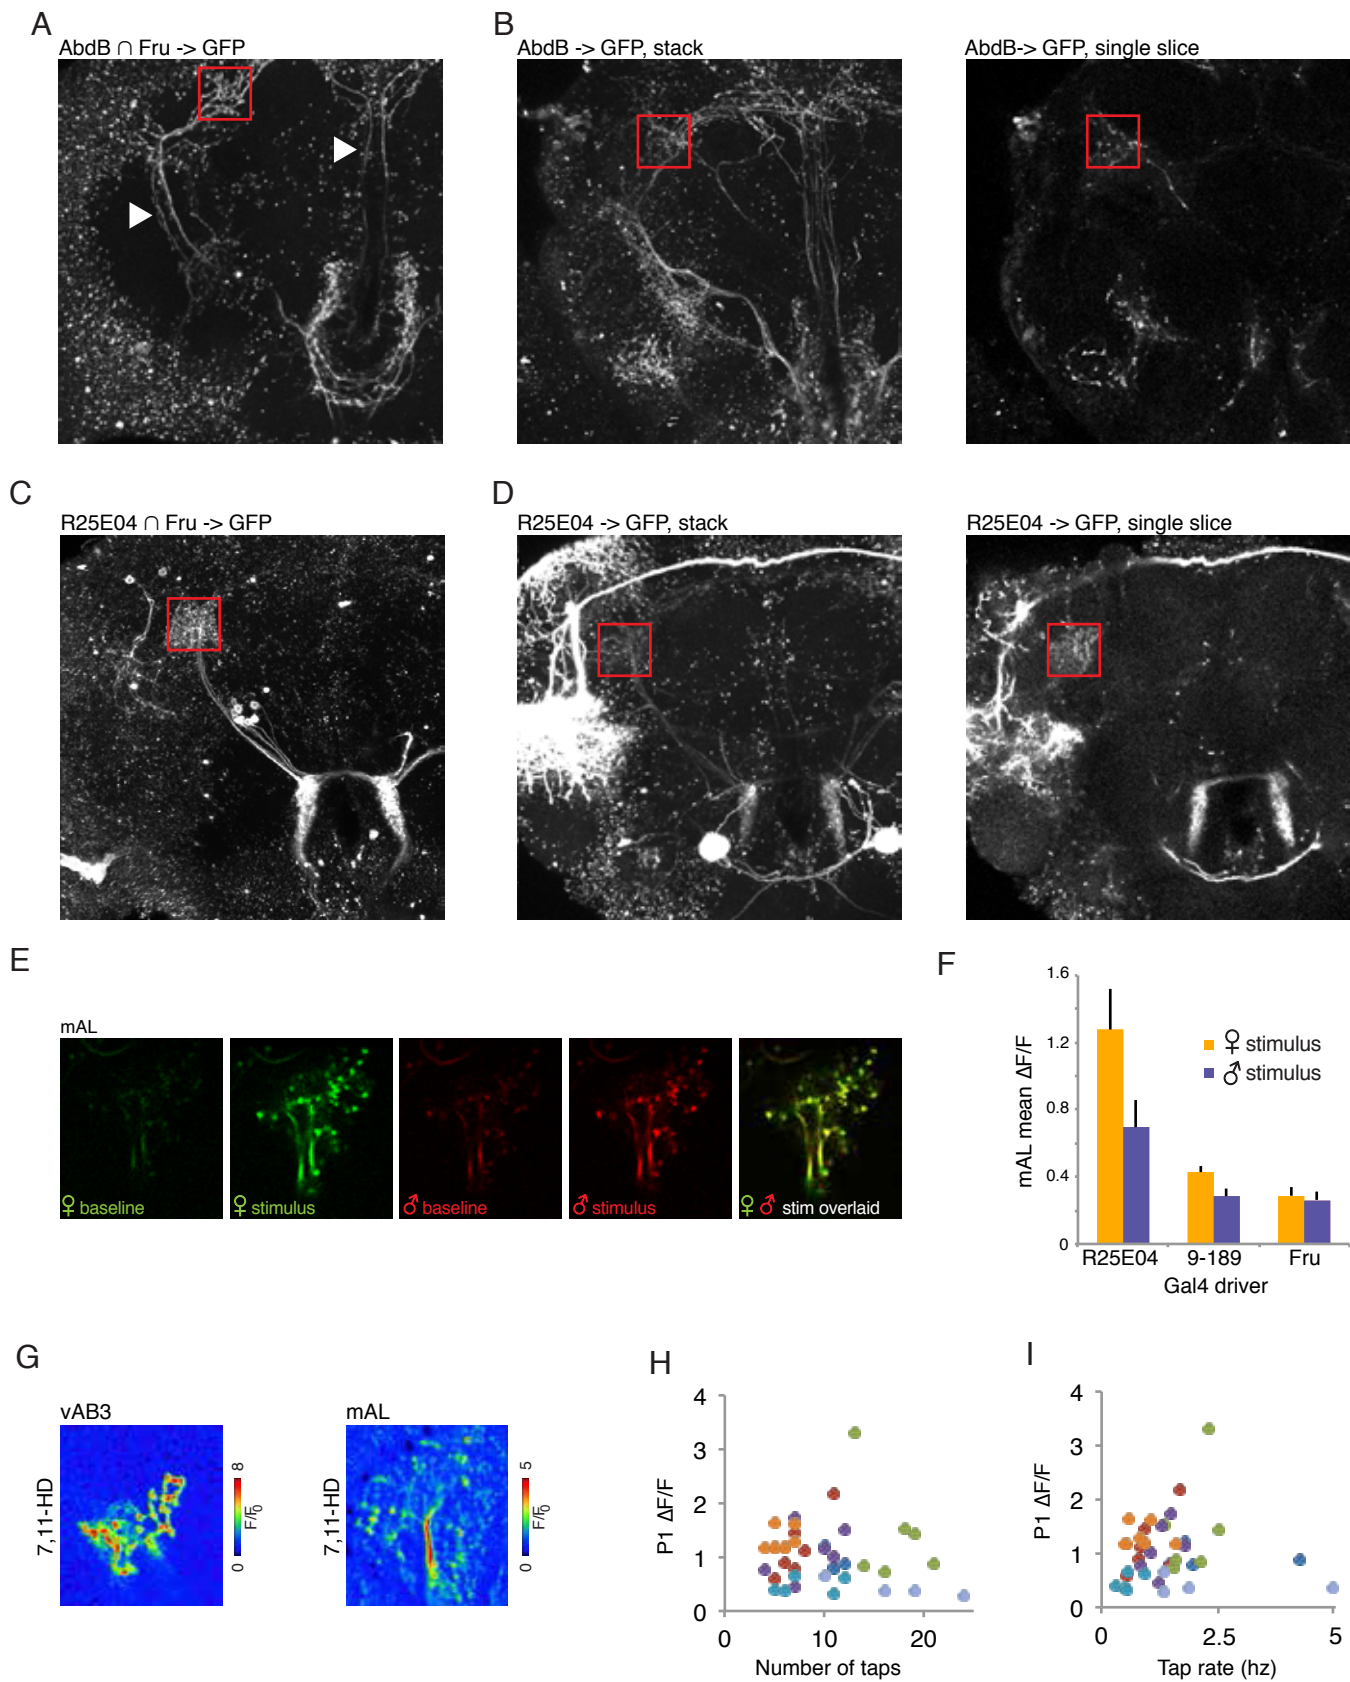 A
AbdB ∩ Fru -> GFP
B
AbdB -> GFP, stack
AbdB-> GFP, single slice
C
R25E04 ∩ Fru -> GFP
D
R25E04 -> GFP, stack
R25E04 -> GFP, single slice
E
mAL
♀ baseline
♀ stimulus
♂ baseline
♂ stimulus
♀ ♂ stim overlaid
F
mAL mean ΔF/F
1.6
1.2
0.8
0.4
0
♀ stimulus
♂ stimulus
R25E04 9-189 Fru
Gal4 driver
G
vAB3
7,11-HD
8
F/F0
0
mAL
7,11-HD
5
F/F0
0
H
P1 ΔF/F
4
3
2
1
0
0 10 20
Number of taps
I
P1 ΔF/F
4
3
2
1
0
0 2.5 5
Tap rate (hz)